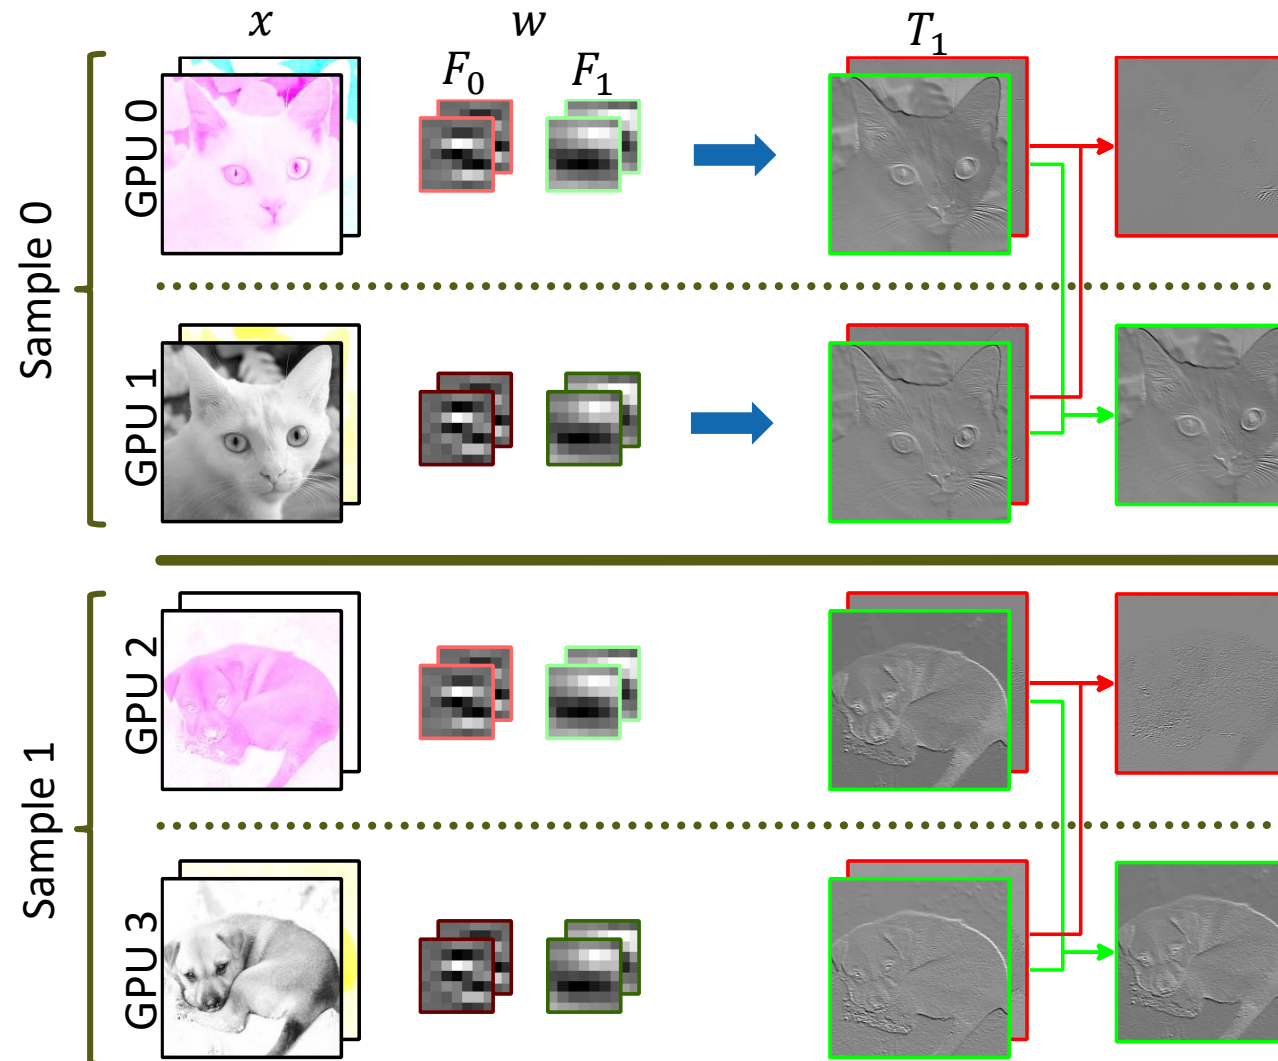 x w T₁
F₀ F₁
Sample 0
GPU 0
GPU 1
Sample 1
GPU 2
GPU 3